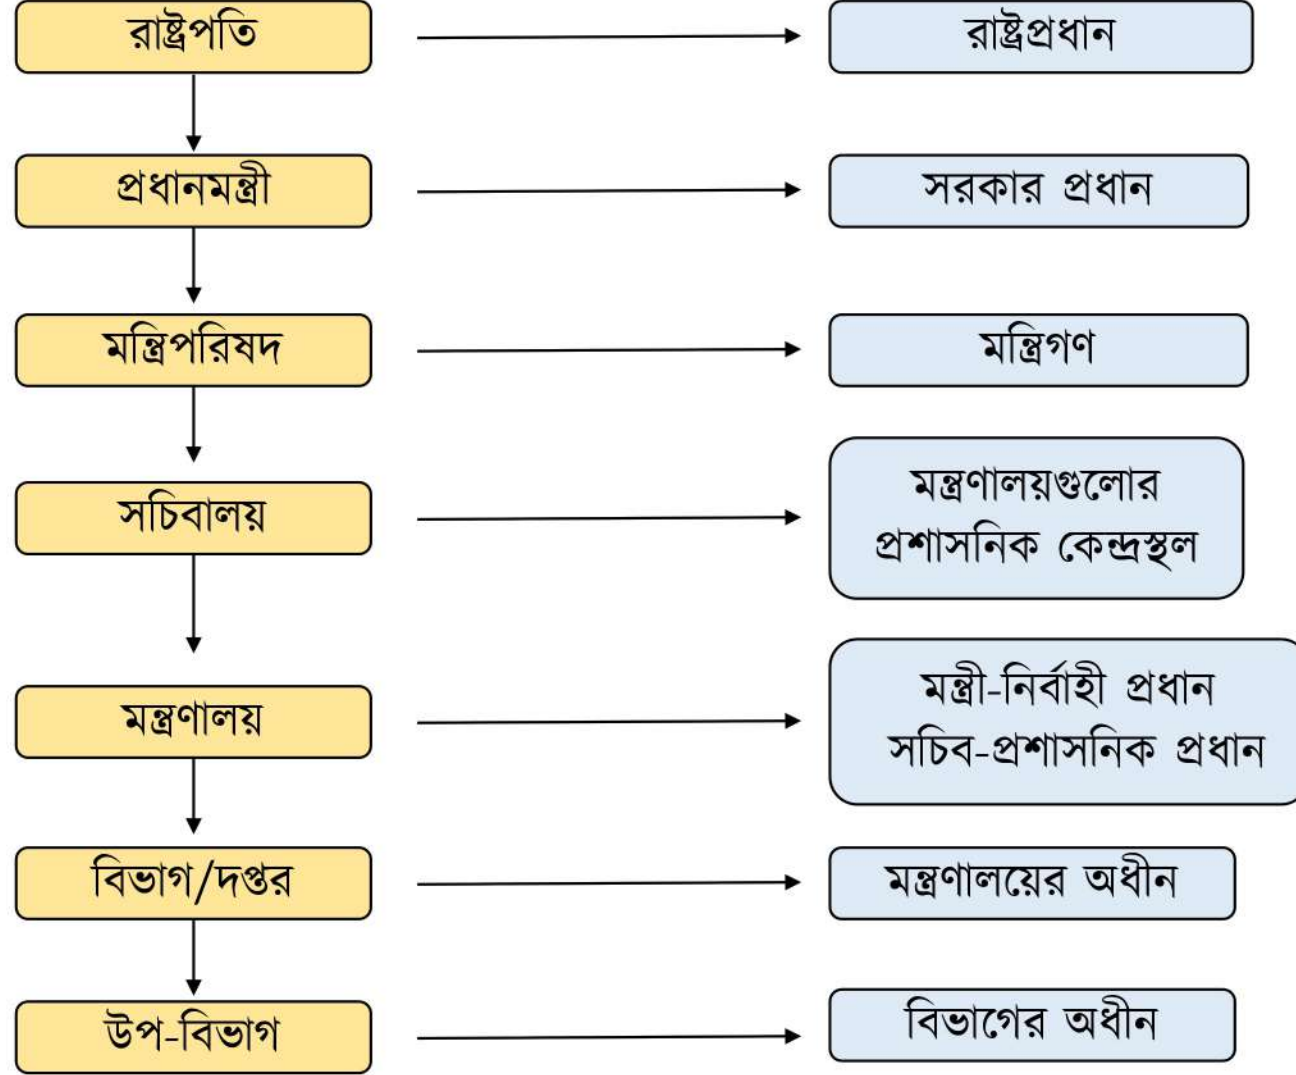 রাষ্ট্রপতি
রাষ্ট্রপ্রধান
প্রধানমন্ত্রী
সরকার প্রধান
মন্ত্রিপরিষদ
মন্ত্রিগণ
সচিবালয়
মন্ত্রণালয়গুলোর
প্রশাসনিক কেন্দ্রস্থল
মন্ত্রণালয়
মন্ত্রী-নির্বাহী প্রধান
সচিব-প্রশাসনিক প্রধান
বিভাগ/দপ্তর
মন্ত্রণালয়ের অধীন
উপ-বিভাগ
বিভাগের অধীন